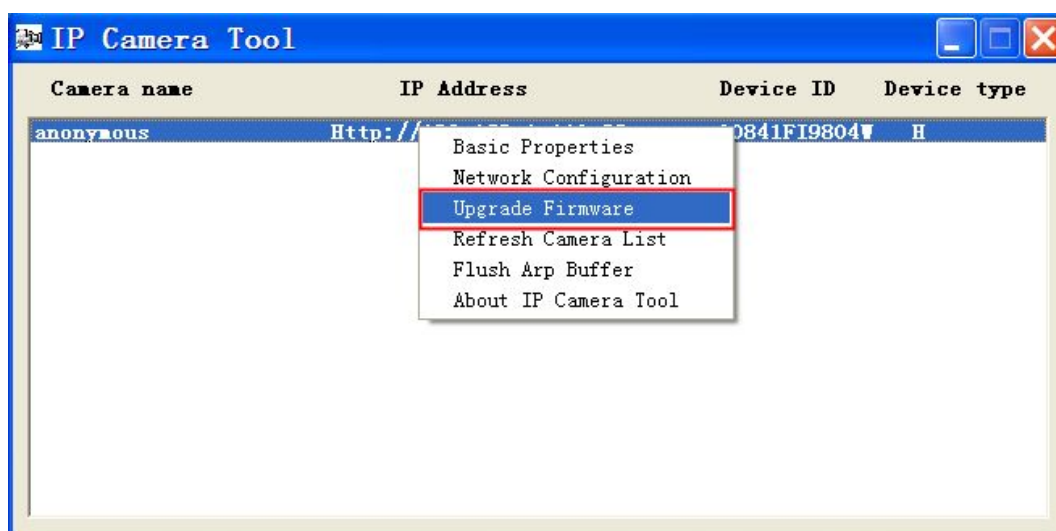 IP Camera Tool
Camera name IP Address Device ID Device type
anonymous Http:// 00841FI9804W H
Basic Properties
Network Configuration
Upgrade Firmware
Refresh Camera List
Flush Arp Buffer
About IP Camera Tool